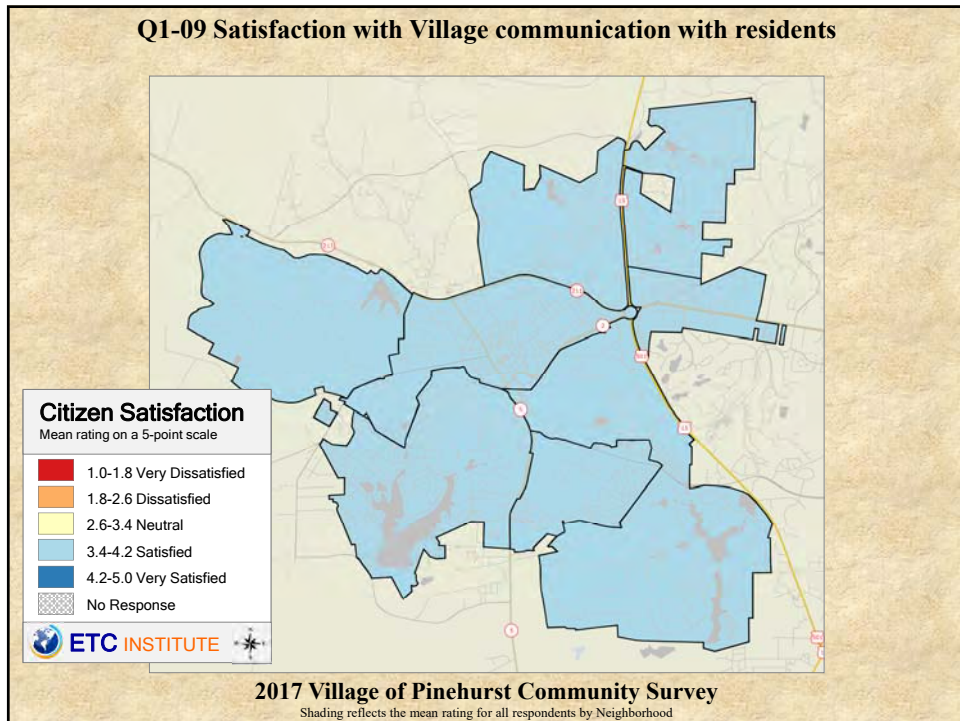 Q1-09 Satisfaction with Village communication with residents
Citizen Satisfaction
Mean rating on a 5-point scale
1.0-1.8 Very Dissatisfied
1.8-2.6 Dissatisfied
2.6-3.4 Neutral
3.4-4.2 Satisfied
4.2-5.0 Very Satisfied
No Response
ETC INSTITUTE
2017 Village of Pinehurst Community Survey
Shading reflects the mean rating for all respondents by Neighborhood